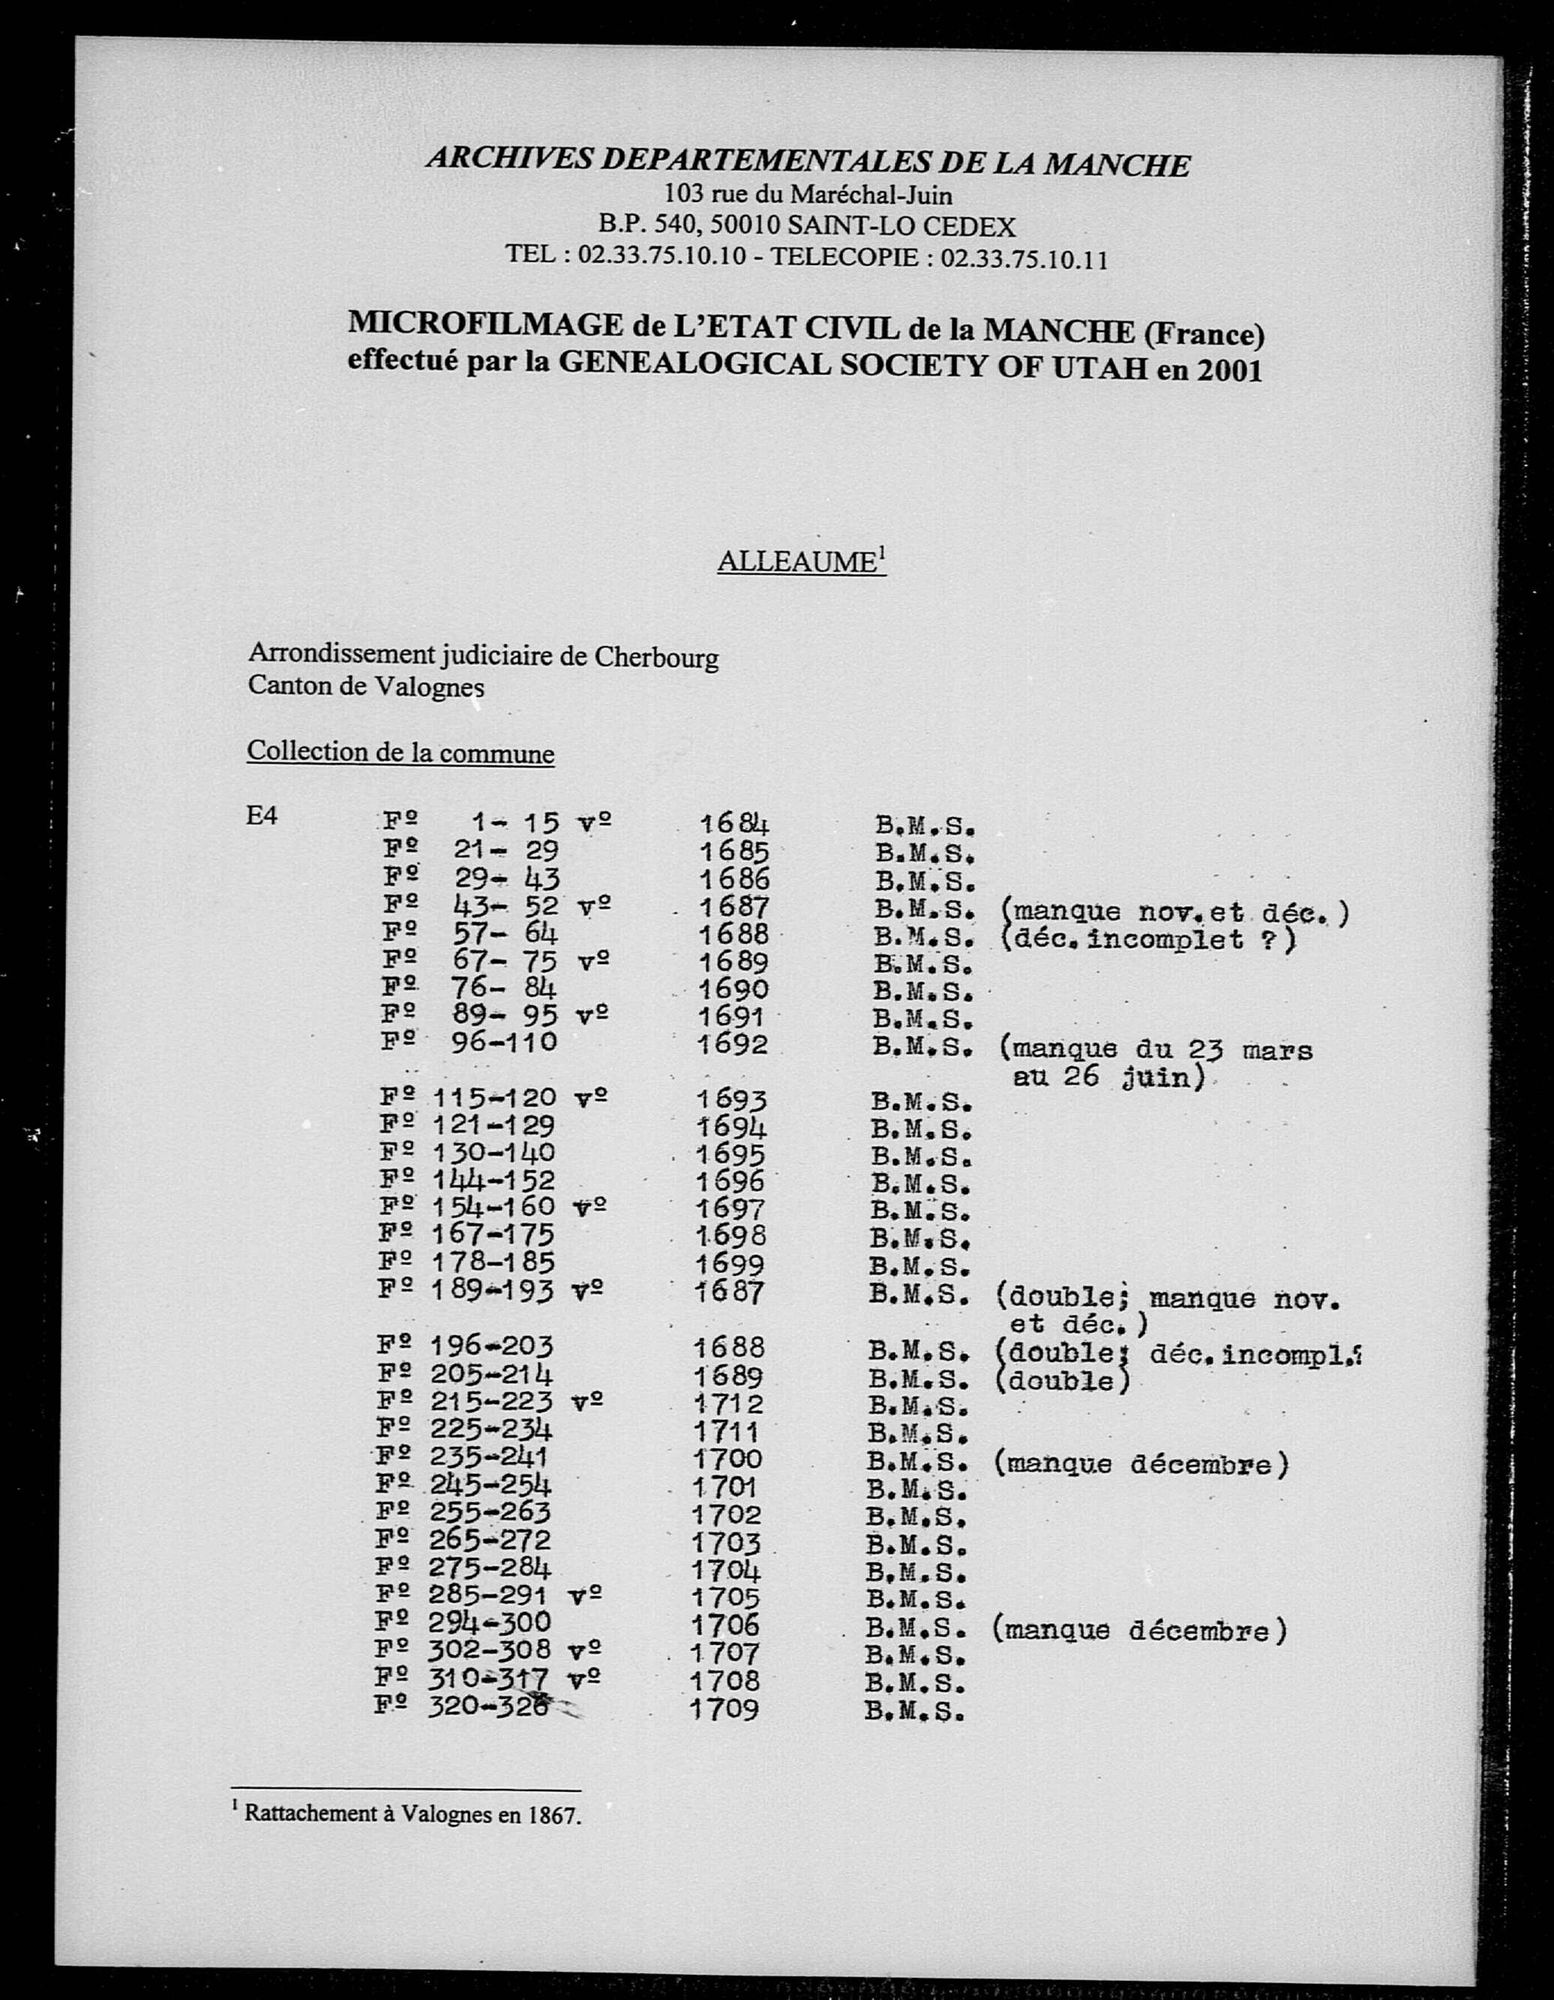 ARCHIVES DEPARTEMENTALES DE LA MANCHE
103 rue du Maréchal-Juin
B.P. 540, 50010 SAINT-LO CEDEX
TEL : 02.33.75.10.10 - TELECOPIE : 02.33.75.10.11
MICROFILMAGE de L'ETAT CIVIL de la MANCHE (France)
effectué par la GENEALOGICAL SOCIETY OF UTAH en 2001
ALLEAUME¹
Arrondissement judiciaire de Cherbourg
Canton de Valognes
Collection de la commune
E4 Fº 1- 15 vº 1684 B.M.S.
Fº 21- 29 1685 B.M.S.
Fº 29- 43 1686 B.M.S.
Fº 43- 52 vº 1687 B.M.S. (manque nov.et déc.)
Fº 57- 64 1688 B.M.S. (déc.incomplet ?)
Fº 67- 75 vº 1689 B.M.S.
Fº 76- 84 1690 B.M.S.
Fº 89- 95 vº 1691 B.M.S.
Fº 96-110 1692 B.M.S. (manque du 23 mars
au 26 juin)
Fº 115-120 vº 1693 B.M.S.
Fº 121-129 1694 B.M.S.
Fº 130-140 1695 B.M.S.
Fº 144-152 1696 B.M.S.
Fº 154-160 vº 1697 B.M.S.
Fº 167-175 1698 B.M.S.
Fº 178-185 1699 B.M.S.
Fº 189-193 vº 1687 B.M.S. (double; manque nov.
et déc.)
Fº 196-203 1688 B.M.S. (double; déc.incompl.?
Fº 205-214 1689 B.M.S. (double)
Fº 215-223 vº 1712 B.M.S.
Fº 225-234 1711 B.M.S.
Fº 235-241 1700 B.M.S. (manque décembre)
Fº 245-254 1701 B.M.S.
Fº 255-263 1702 B.M.S.
Fº 265-272 1703 B.M.S.
Fº 275-284 1704 B.M.S.
Fº 285-291 vº 1705 B.M.S.
Fº 294-300 1706 B.M.S. (manque décembre)
Fº 302-308 vº 1707 B.M.S.
Fº 310-317 vº 1708 B.M.S.
Fº 320-326 1709 B.M.S.
¹ Rattachement à Valognes en 1867.